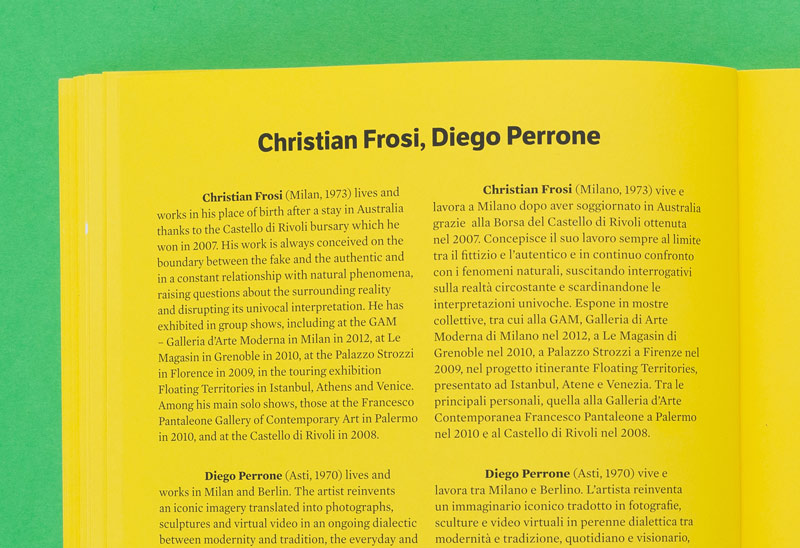 Christian Frosi, Diego Perrone
Christian Frosi (Milan, 1973) lives and
works in his place of birth after a stay in Australia
thanks to the Castello di Rivoli bursary which he
won in 2007. His work is always conceived on the
boundary between the fake and the authentic and
in a constant relationship with natural phenomena,
raising questions about the surrounding reality
and disrupting its univocal interpretation. He has
exhibited in group shows, including at the GAM
– Galleria d'Arte Moderna in Milan in 2012, at Le
Magasin in Grenoble in 2010, at the Palazzo Strozzi
in Florence in 2009, in the touring exhibition
Floating Territories in Istanbul, Athens and Venice.
Among his main solo shows, those at the Francesco
Pantaleone Gallery of Contemporary Art in Palermo
in 2010, and at the Castello di Rivoli in 2008.
Diego Perrone (Asti, 1970) lives and
works in Milan and Berlin. The artist reinvents
an iconic imagery translated into photographs,
sculptures and virtual video in an ongoing dialectic
between modernity and tradition, the everyday and
Christian Frosi (Milano, 1973) vive e
lavora a Milano dopo aver soggiornato in Australia
grazie alla Borsa del Castello di Rivoli ottenuta
nel 2007. Concepisce il suo lavoro sempre al limite
tra il fittizio e l'autentico e in continuo confronto
con i fenomeni naturali, suscitando interrogativi
sulla realtà circostante e scardinandone le
interpretazioni univoche. Espone in mostre
collettive, tra cui alla GAM, Galleria di Arte
Moderna di Milano nel 2012, a Le Magasin di
Grenoble nel 2010, a Palazzo Strozzi a Firenze nel
2009, nel progetto itinerante Floating Territories,
presentato ad Istanbul, Atene e Venezia. Tra le
principali personali, quella alla Galleria d'Arte
Contemporanea Francesco Pantaleone a Palermo
nel 2010 e al Castello di Rivoli nel 2008.
Diego Perrone (Asti, 1970) vive e
lavora tra Milano e Berlino. L'artista reinventa
un immaginario iconico tradotto in fotografie,
sculture e video virtuali in perenne dialettica tra
modernità e tradizione, quotidiano e visionario,